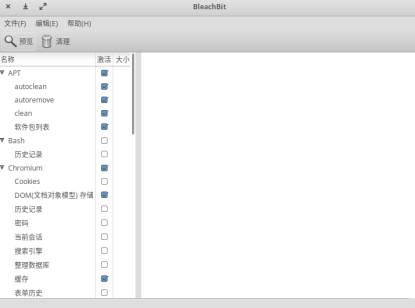 BleachBit
文件(F) 编辑(E) 帮助(H)
预览 清理
名称 激活 大小
APT
autoclean
autoremove
clean
软件包列表
Bash
历史记录
Chromium
Cookies
DOM(文档对象模型) 存储
历史记录
密码
当前会话
搜索引擎
整理数据库
缓存
表单历史